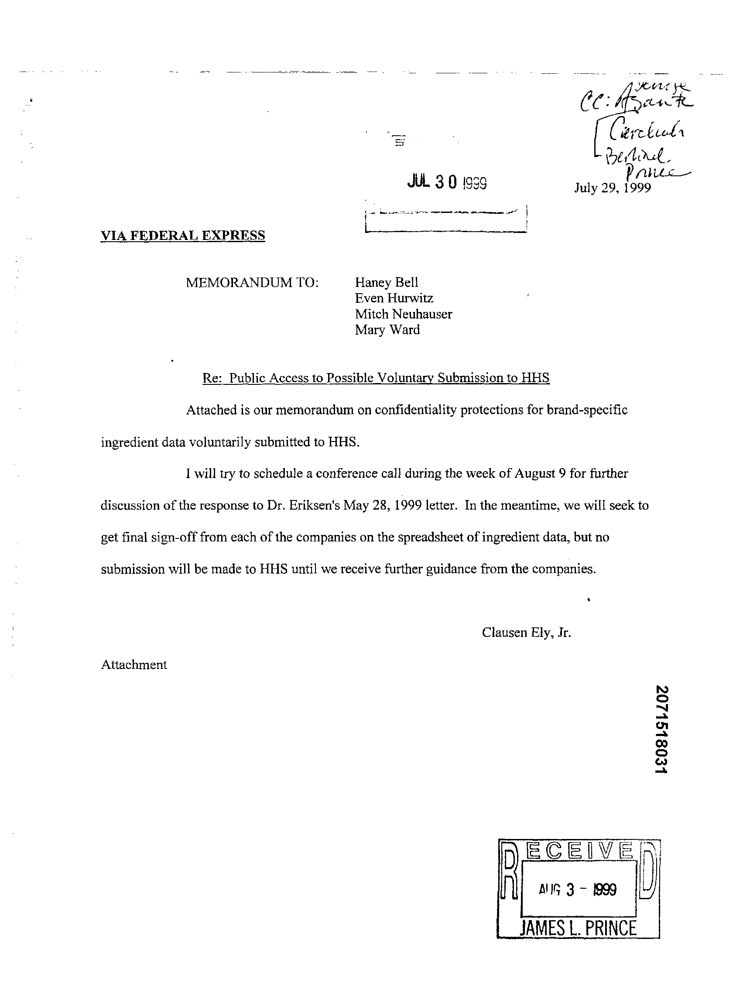 CC:
Prince
JUL 30 1999
July 29, 1999
VIA FEDERAL EXPRESS
MEMORANDUM TO: Haney Bell
Even Hurwitz
Mitch Neuhauser
Mary Ward
Re: Public Access to Possible Voluntary Submission to HHS
Attached is our memorandum on confidentiality protections for brand-specific
ingredient data voluntarily submitted to HHS.
I will try to schedule a conference call during the week of August 9 for further
discussion of the response to Dr. Eriksen's May 28, 1999 letter. In the meantime, we will seek to
get final sign-off from each of the companies on the spreadsheet of ingredient data, but no
submission will be made to HHS until we receive further guidance from the companies.
Clausen Ely, Jr.
Attachment
2071518031
RECEIVED
AUG 3 - 1999
JAMES L. PRINCE